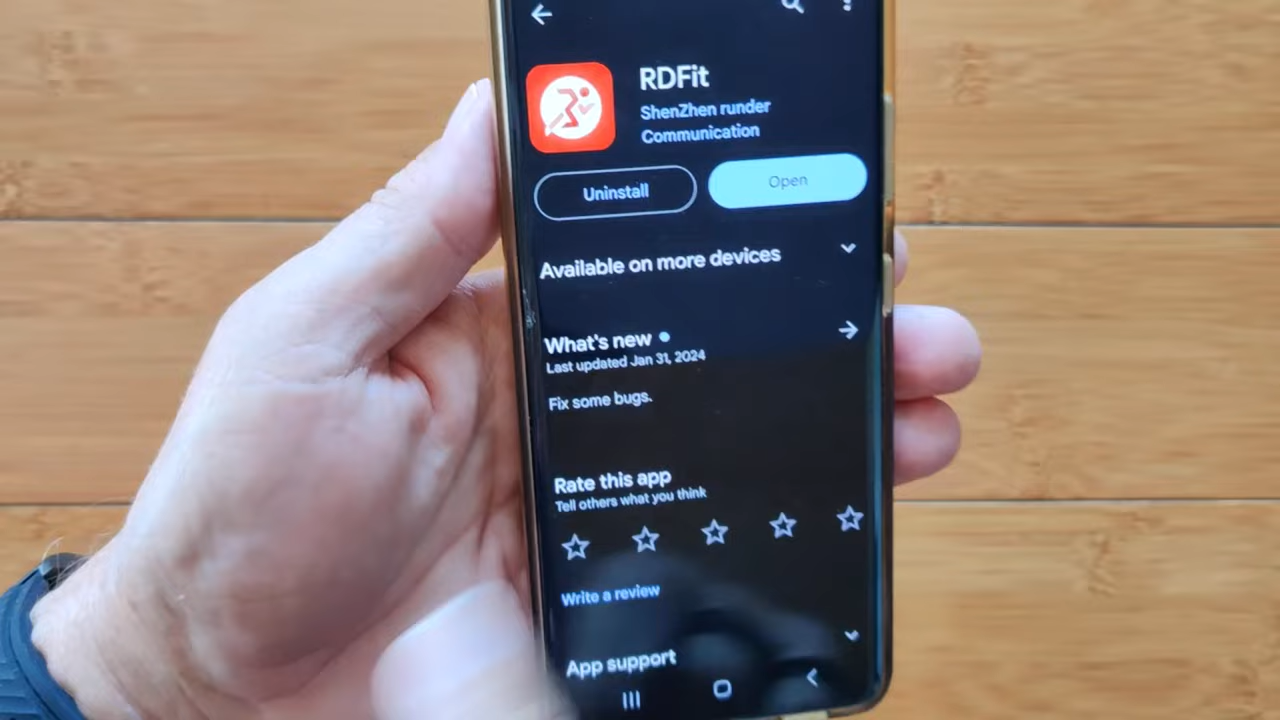 RDFit
ShenZhen runder
Communication
Uninstall
Open
Available on more devices
What's new
Last updated Jan 31, 2024
Fix some bugs.
Rate this app
Tell others what you think
Write a review
App support